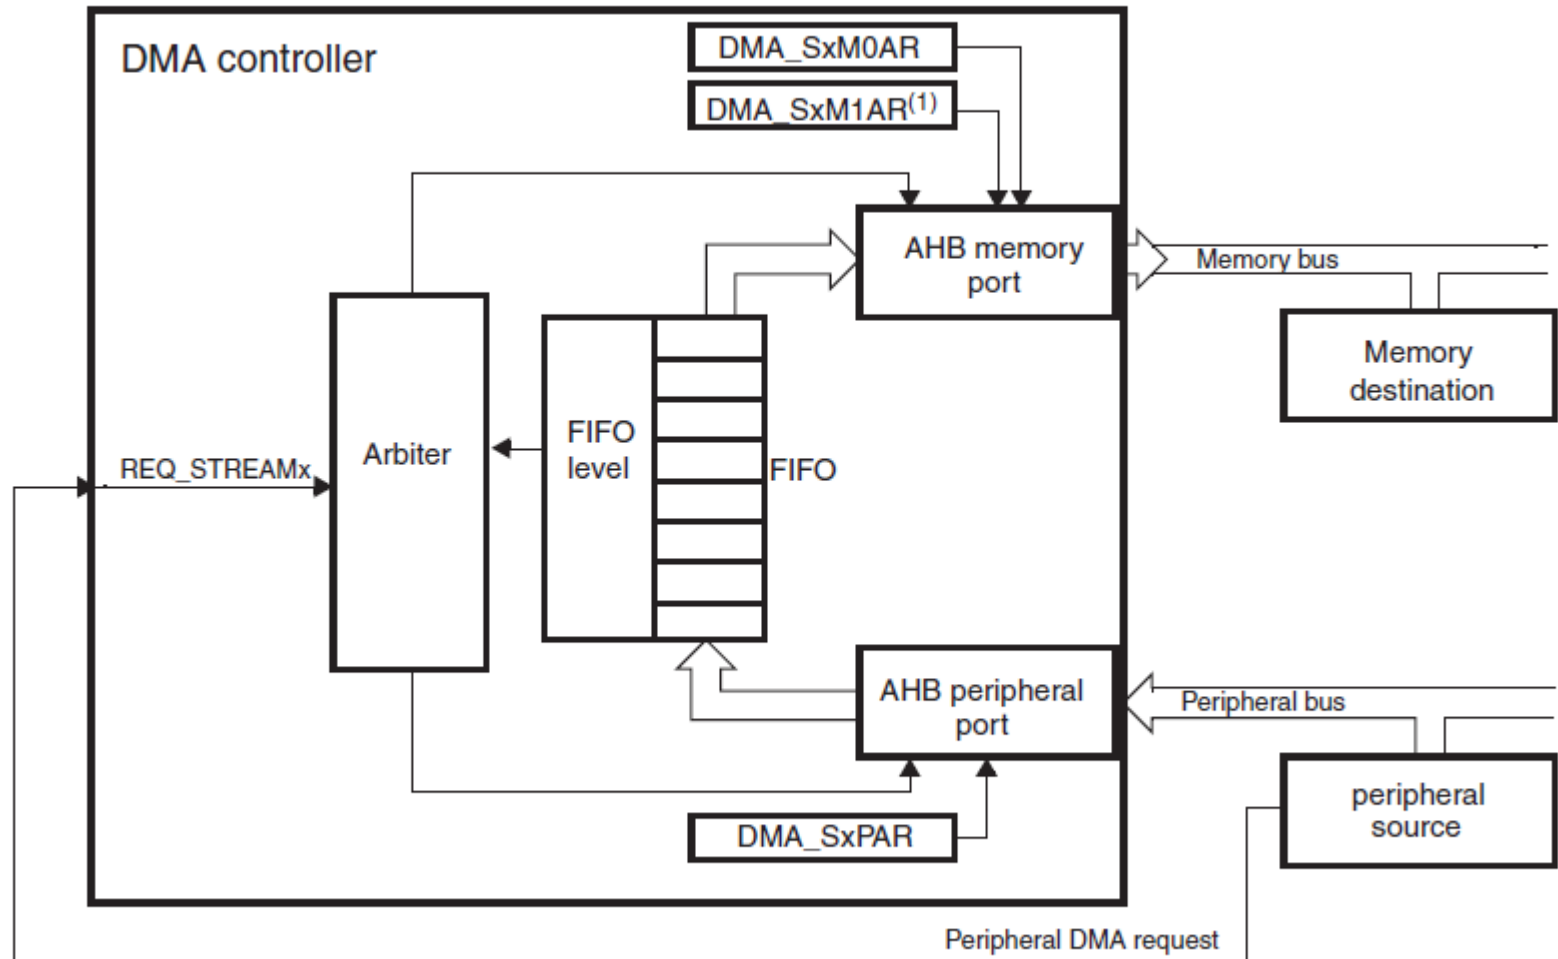 DMA controller
DMA_SxM0AR
DMA_SxM1AR(1)
AHB memory
port
Memory bus
Memory
destination
Arbiter
FIFO
level
FIFO
REQ_STREAMx
AHB peripheral
port
Peripheral bus
peripheral
source
DMA_SxPAR
Peripheral DMA request